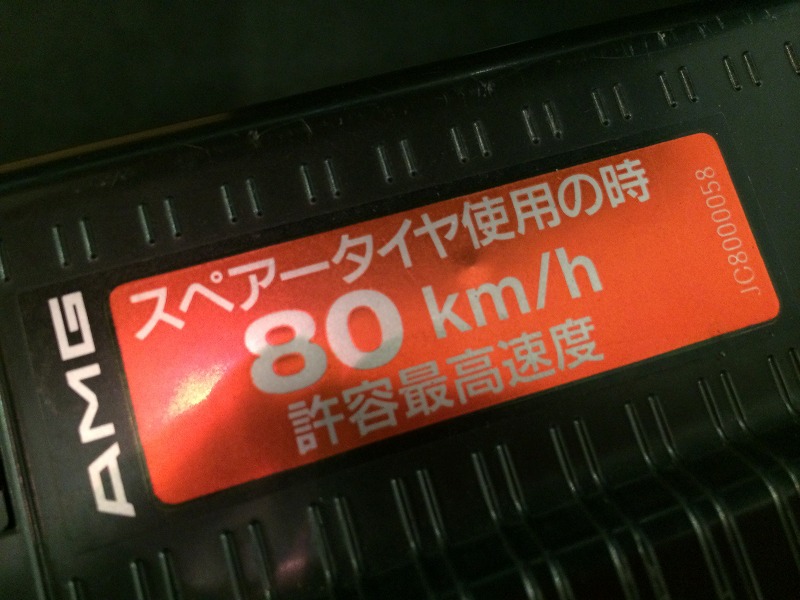 AMG
スペアータイヤ使用の時
80 km/h
許容最高速度
JC8000058